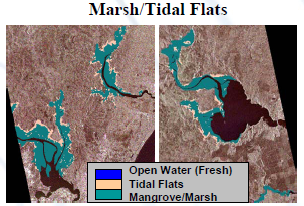 Marsh/Tidal Flats
Open Water (Fresh)
Tidal Flats
Mangrove/Marsh